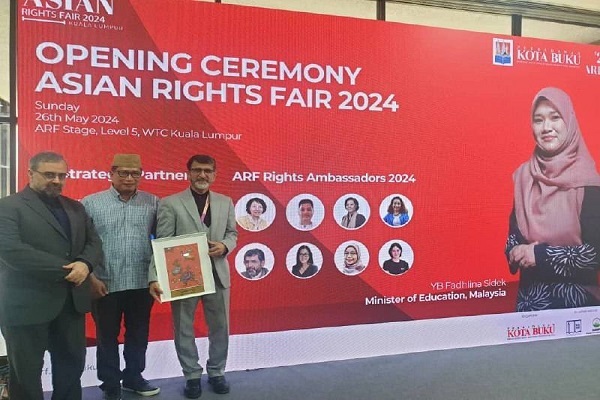 ASIAN
RIGHTS FAIR 2024
KUALA LUMPUR
KOTA BUKU
OPENING CEREMONY
ASIAN RIGHTS FAIR 2024
Sunday
26th May 2024
ARF Stage, Level 5, WTC Kuala Lumpur
Strategic Partner
ARF Rights Ambassadors 2024
YB Fadhlina Sidek
Minister of Education, Malaysia
KOTA BUKU